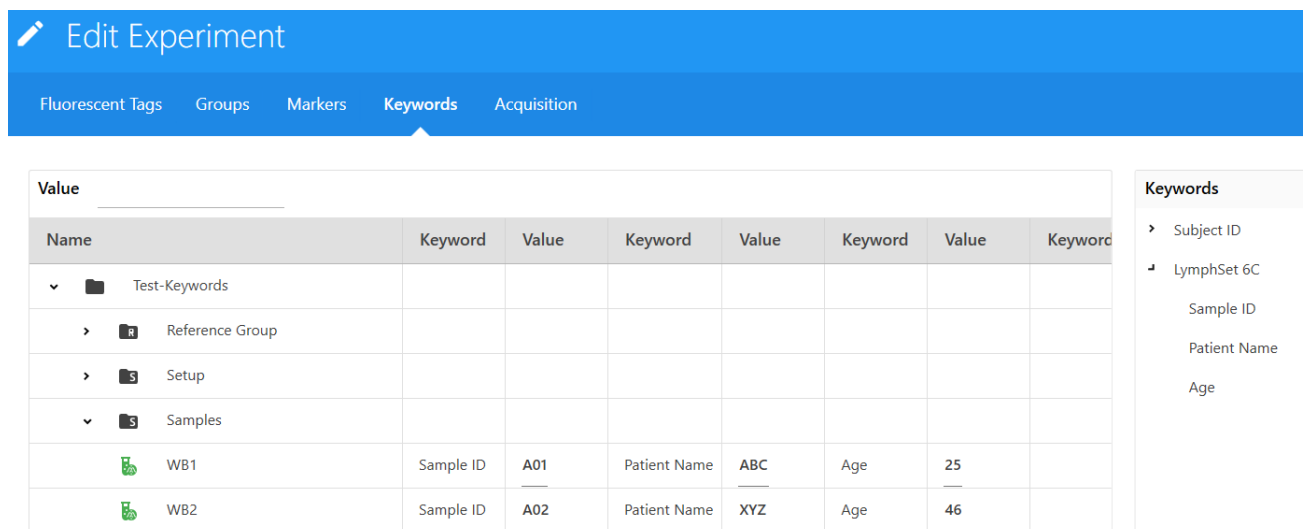 Edit Experiment
Fluorescent Tags Groups Markers Keywords Acquisition
Value
Name Keyword Value Keyword Value Keyword Value Keyword
Test-Keywords
R Reference Group
S Setup
S Samples
WB1 Sample ID A01 Patient Name ABC Age 25
WB2 Sample ID A02 Patient Name XYZ Age 46
Keywords
Subject ID
LymphSet 6C
Sample ID
Patient Name
Age